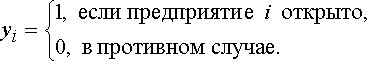 y_i = { 1, если предприятие i открыто,
0, в противном случае.